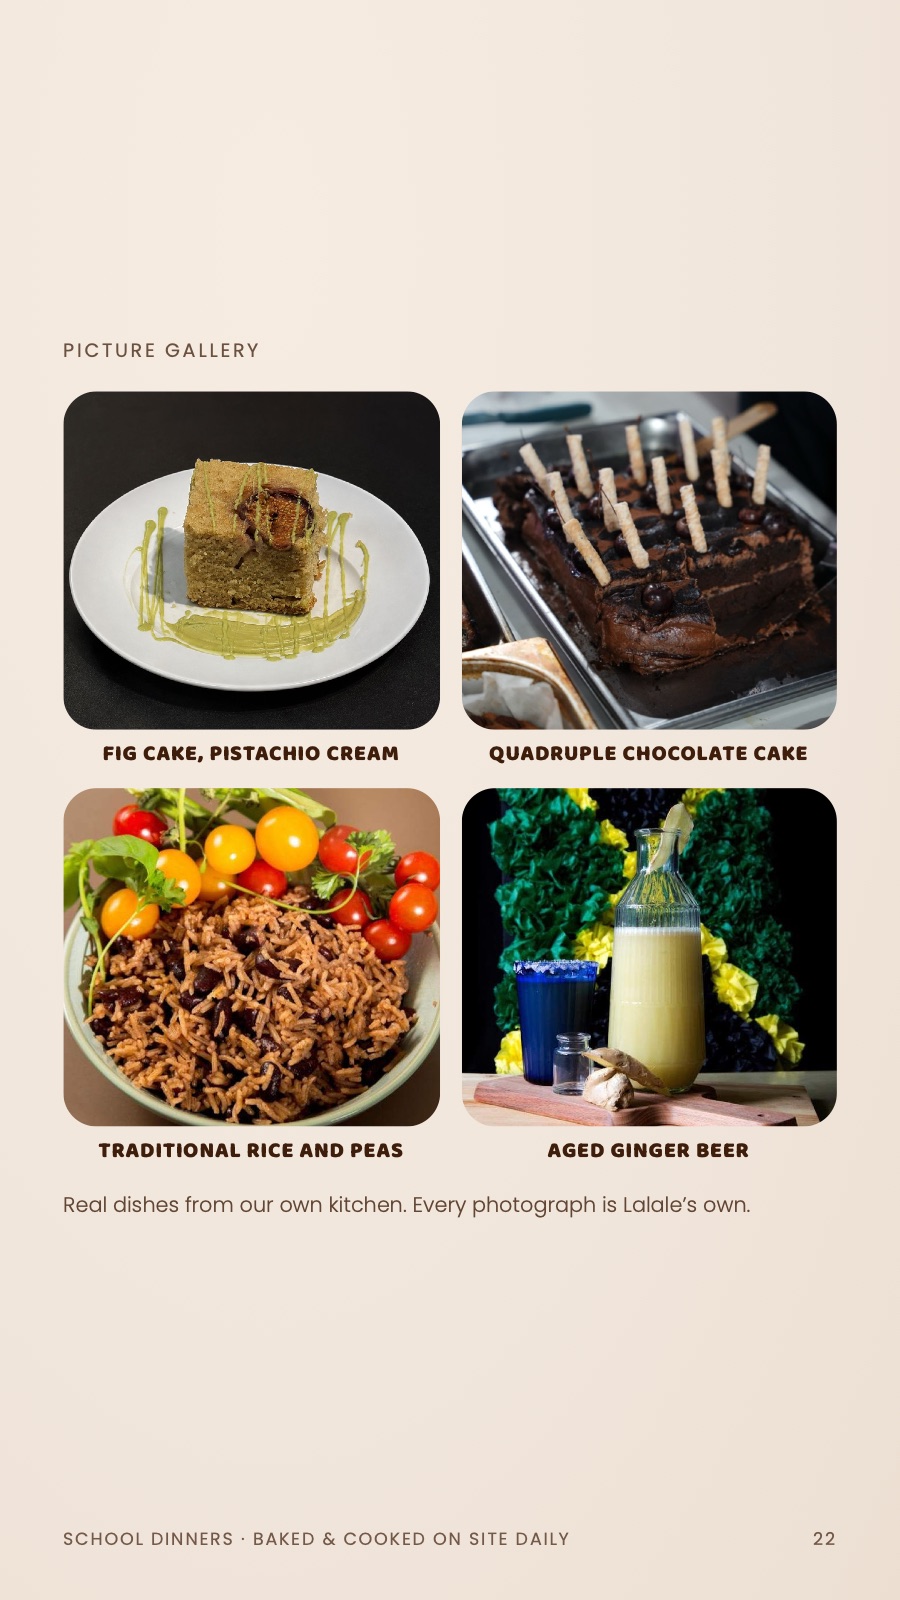 PICTURE GALLERY
FIG CAKE, PISTACHIO CREAM
QUADRUPLE CHOCOLATE CAKE
TRADITIONAL RICE AND PEAS
AGED GINGER BEER
Real dishes from our own kitchen. Every photograph is Lalale’s own.
SCHOOL DINNERS · BAKED & COOKED ON SITE DAILY
22